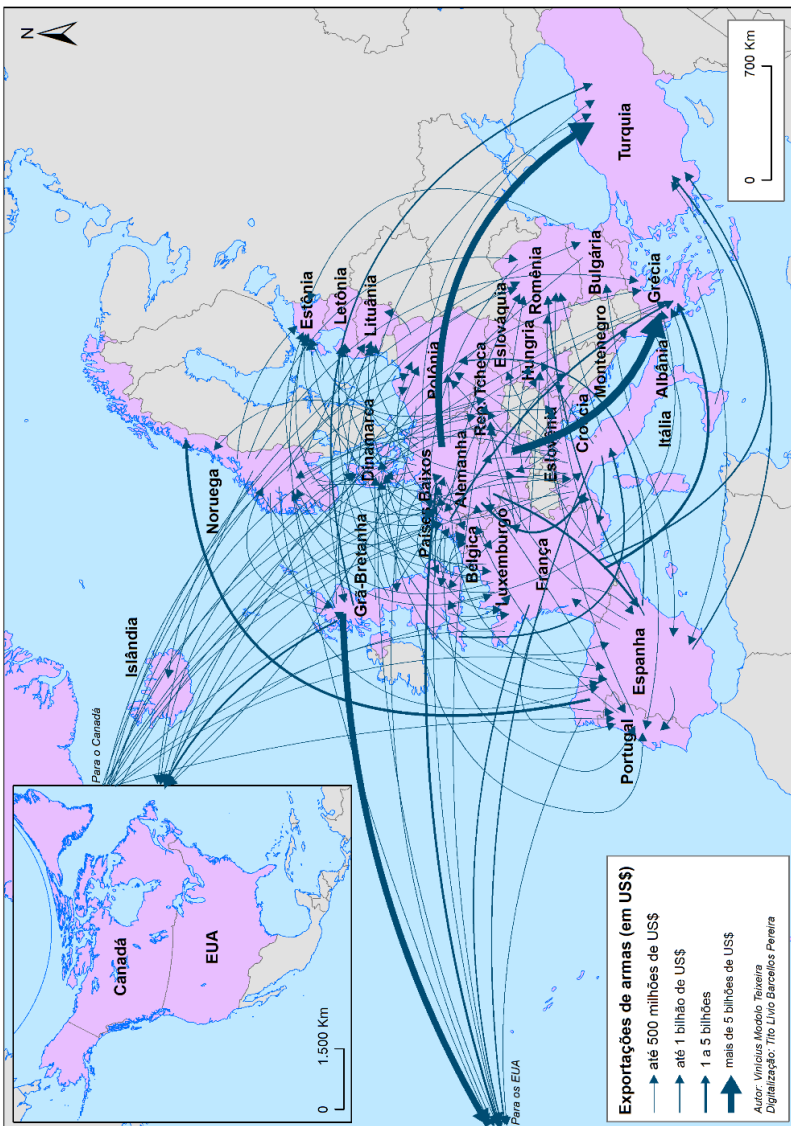 N
Islândia
Noruega
Para o Canadá
Canadá
EUA
1.500 Km
0
Para os EUA
Estônia
Letônia
Lituânia
Dinamarca
Grã-Bretanha
Países Baixos
Polônia
Alemanha
Bélgica
Rep. Tcheca
Luxemburgo
Eslováquia
França
Hungria
Eslovênia
Romênia
Croácia
Bulgária
Montenegro
Albânia
Itália
Grécia
Turquia
Espanha
Portugal
0
700 Km
Exportações de armas (em US$)
até 500 milhões de US$
até 1 bilhão de US$
1 a 5 bilhões
mais de 5 bilhões de US$
Autor: Vinícius Modolo Teixeira
Digitalização: Tito Lívio Barcellos Pereira